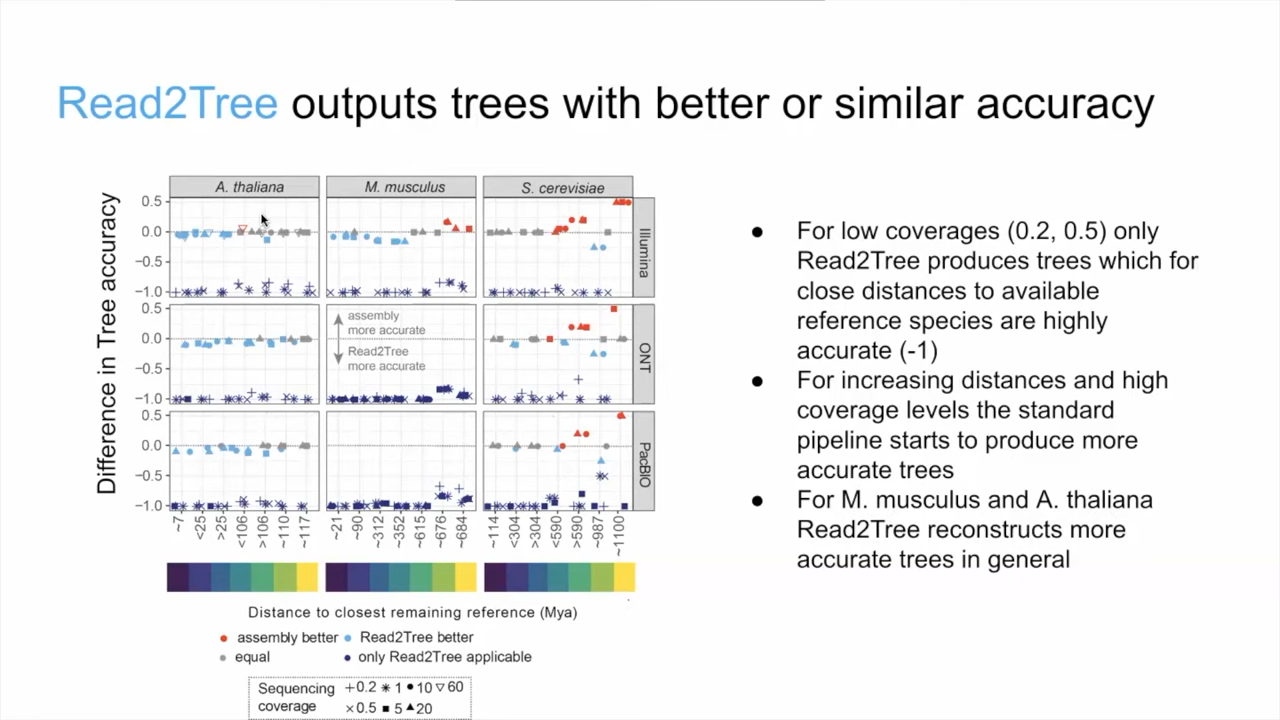 Read2Tree outputs trees with better or similar accuracy
A. thaliana
M. musculus
S. cerevisiae
Difference in Tree accuracy
0.5
0.0
−0.5
−1.0
Illumina
0.5
0.0
−0.5
−1.0
assembly
more accurate
Read2Tree
more accurate
ONT
0.5
0.0
−0.5
−1.0
PacBIO
~7
<25
>25
<106
>106
~110
~117
~21
~90
~312
~352
~615
~676
~684
~114
<304
>304
<590
>590
~987
~1100
Distance to closest remaining reference (Mya)
assembly better
Read2Tree better
equal
only Read2Tree applicable
Sequencing
coverage
+0.2 ✳ 1 ● 10 ▽ 60
×0.5 ■ 5 ▲20
● For low coverages (0.2, 0.5) only
Read2Tree produces trees which for
close distances to available
reference species are highly
accurate (-1)
● For increasing distances and high
coverage levels the standard
pipeline starts to produce more
accurate trees
● For M. musculus and A. thaliana
Read2Tree reconstructs more
accurate trees in general